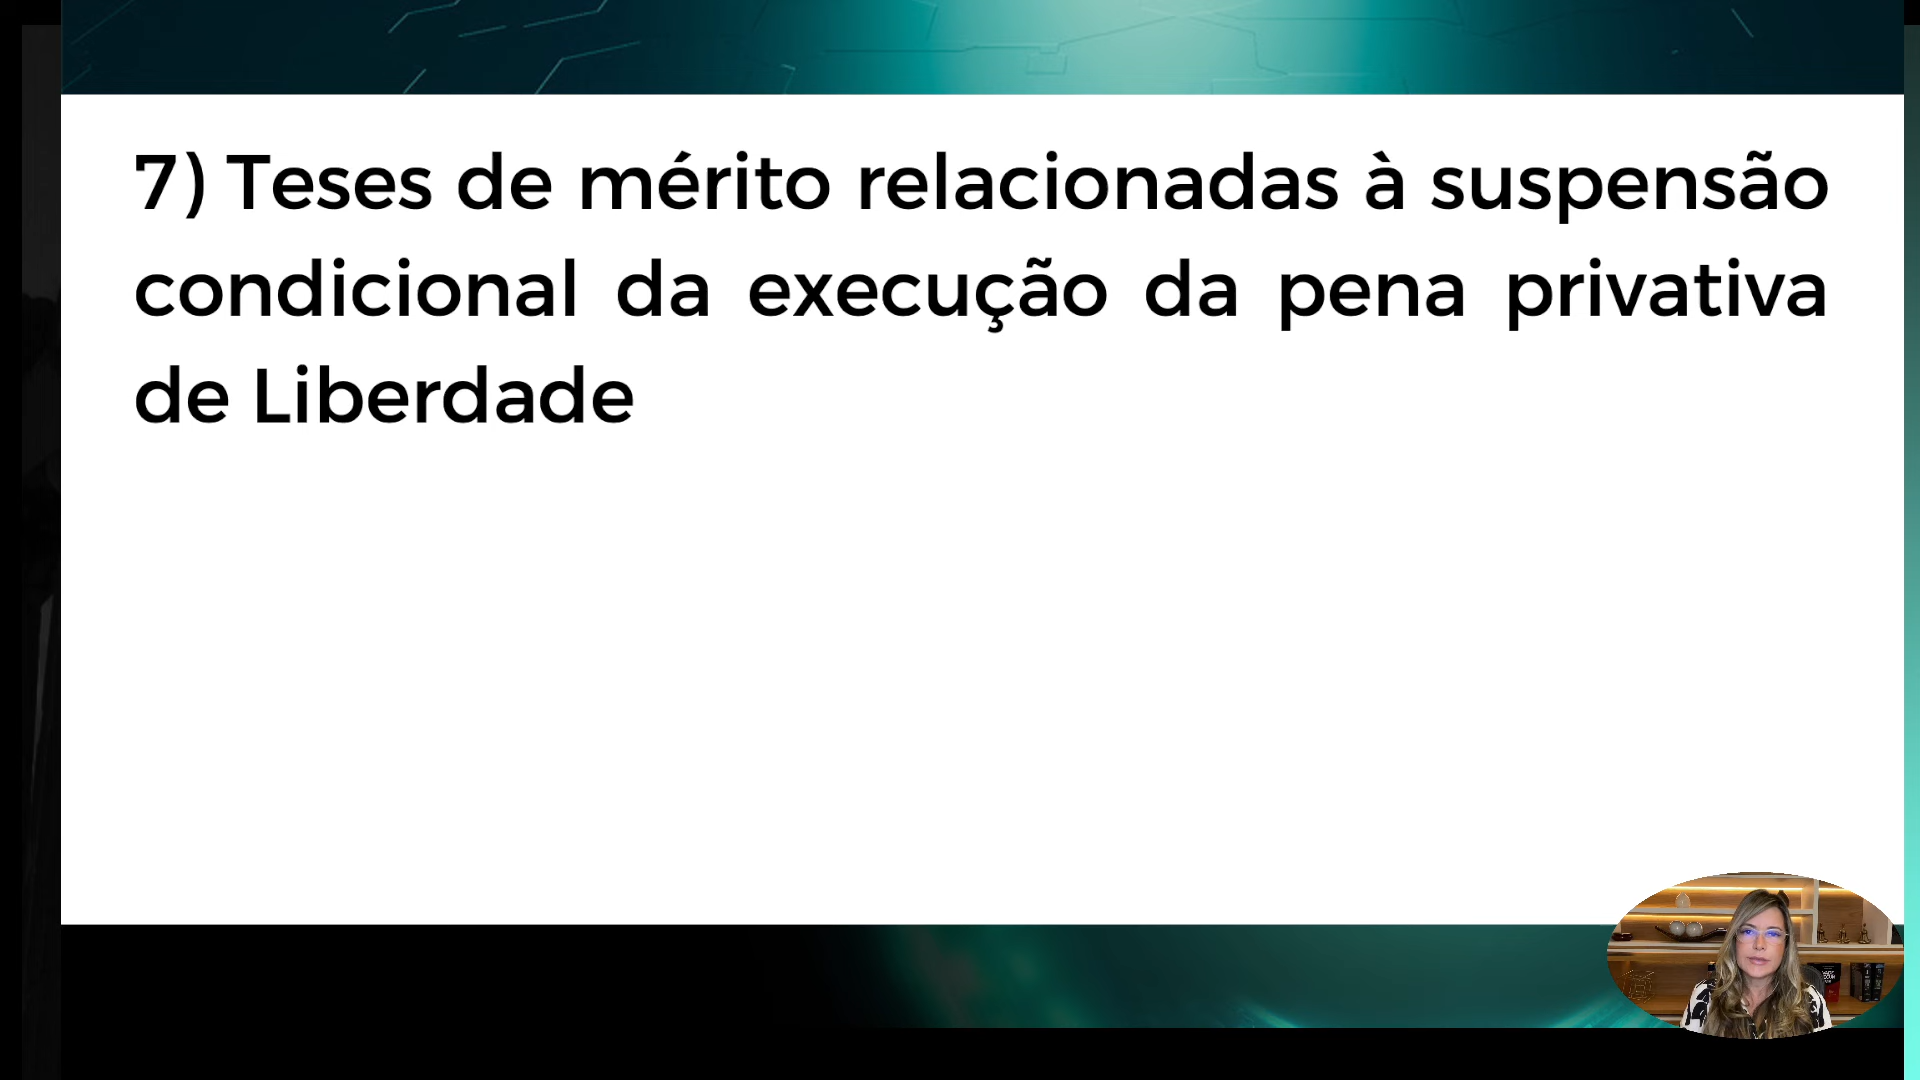 7) Teses de mérito relacionadas à suspensão
condicional da execução da pena privativa
de Liberdade